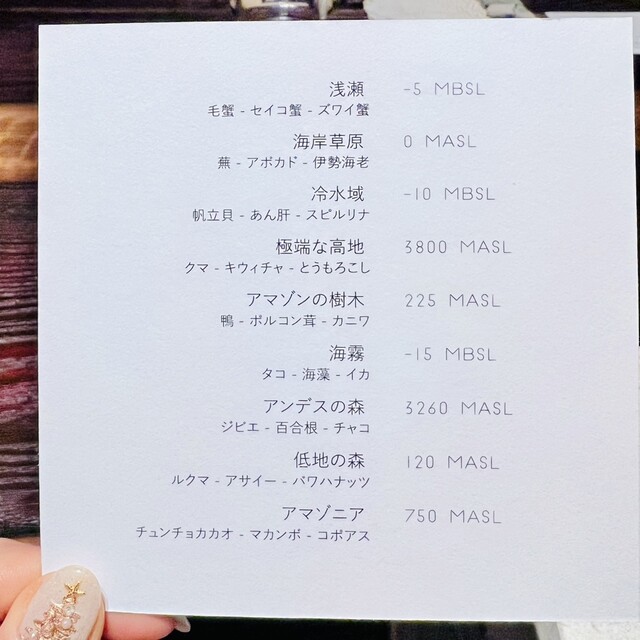 浅瀬 -5 MBSL
毛蟹 - セイコ蟹 - ズワイ蟹
海岸草原 0 MASL
蕪 - アボカド - 伊勢海老
冷水域 -10 MBSL
帆立貝 - あん肝 - スピルリナ
極端な高地 3800 MASL
クマ - キウィチャ - とうもろこし
アマゾンの樹木 225 MASL
鴨 - ポルコン茸 - カニワ
海霧 -15 MBSL
タコ - 海藻 - イカ
アンデスの森 3260 MASL
ジビエ - 百合根 - チャコ
低地の森 120 MASL
ルクマ - アサイー - パワハナッツ
アマゾニア 750 MASL
チュンチョカカオ - マカンボ - コポアス